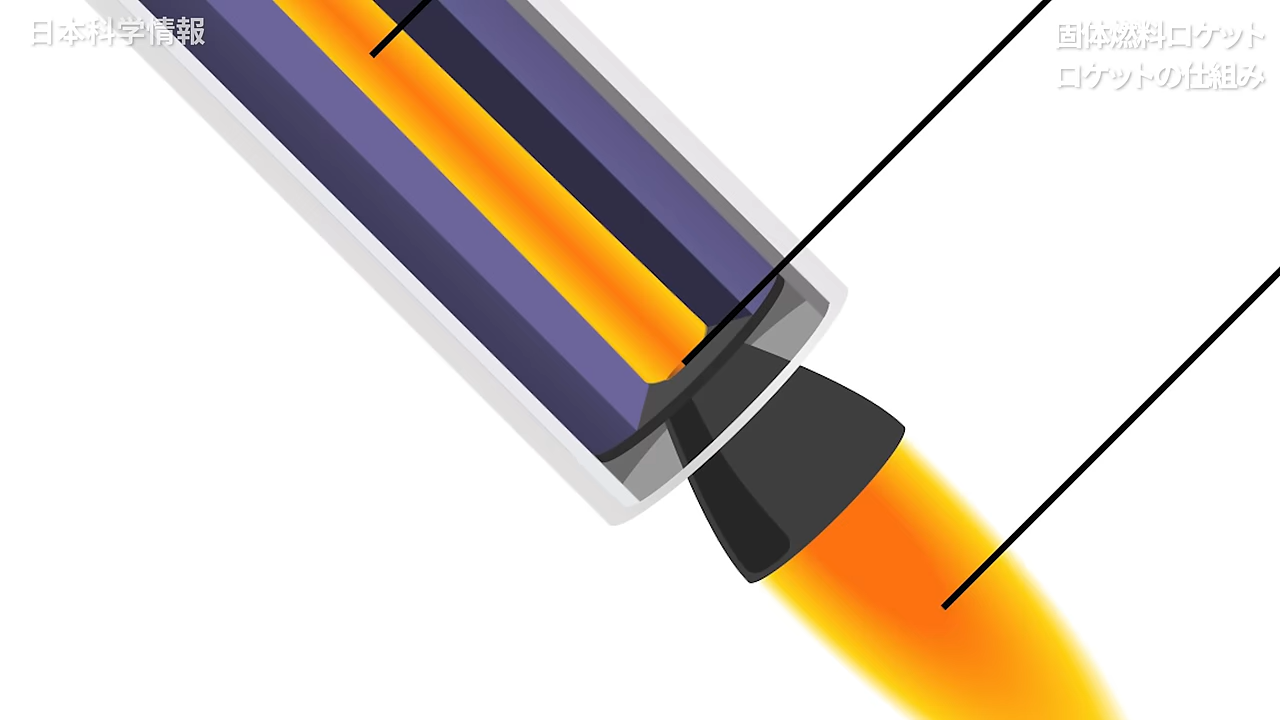 日本科学情報
固体燃料ロケット
ロケットの仕組み